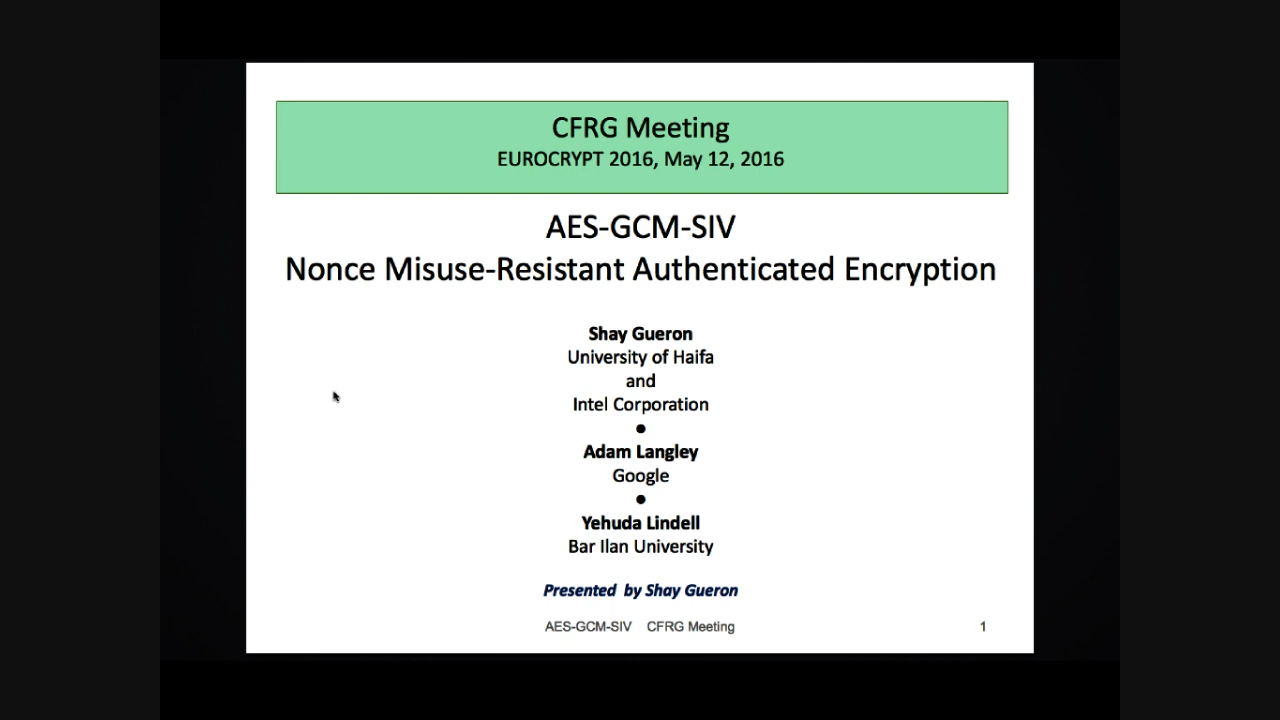 CFRG Meeting
EUROCRYPT 2016, May 12, 2016
AES-GCM-SIV
Nonce Misuse-Resistant Authenticated Encryption
Shay Gueron
University of Haifa
and
Intel Corporation
•
Adam Langley
Google
•
Yehuda Lindell
Bar Ilan University
Presented by Shay Gueron
AES-GCM-SIV CFRG Meeting 1